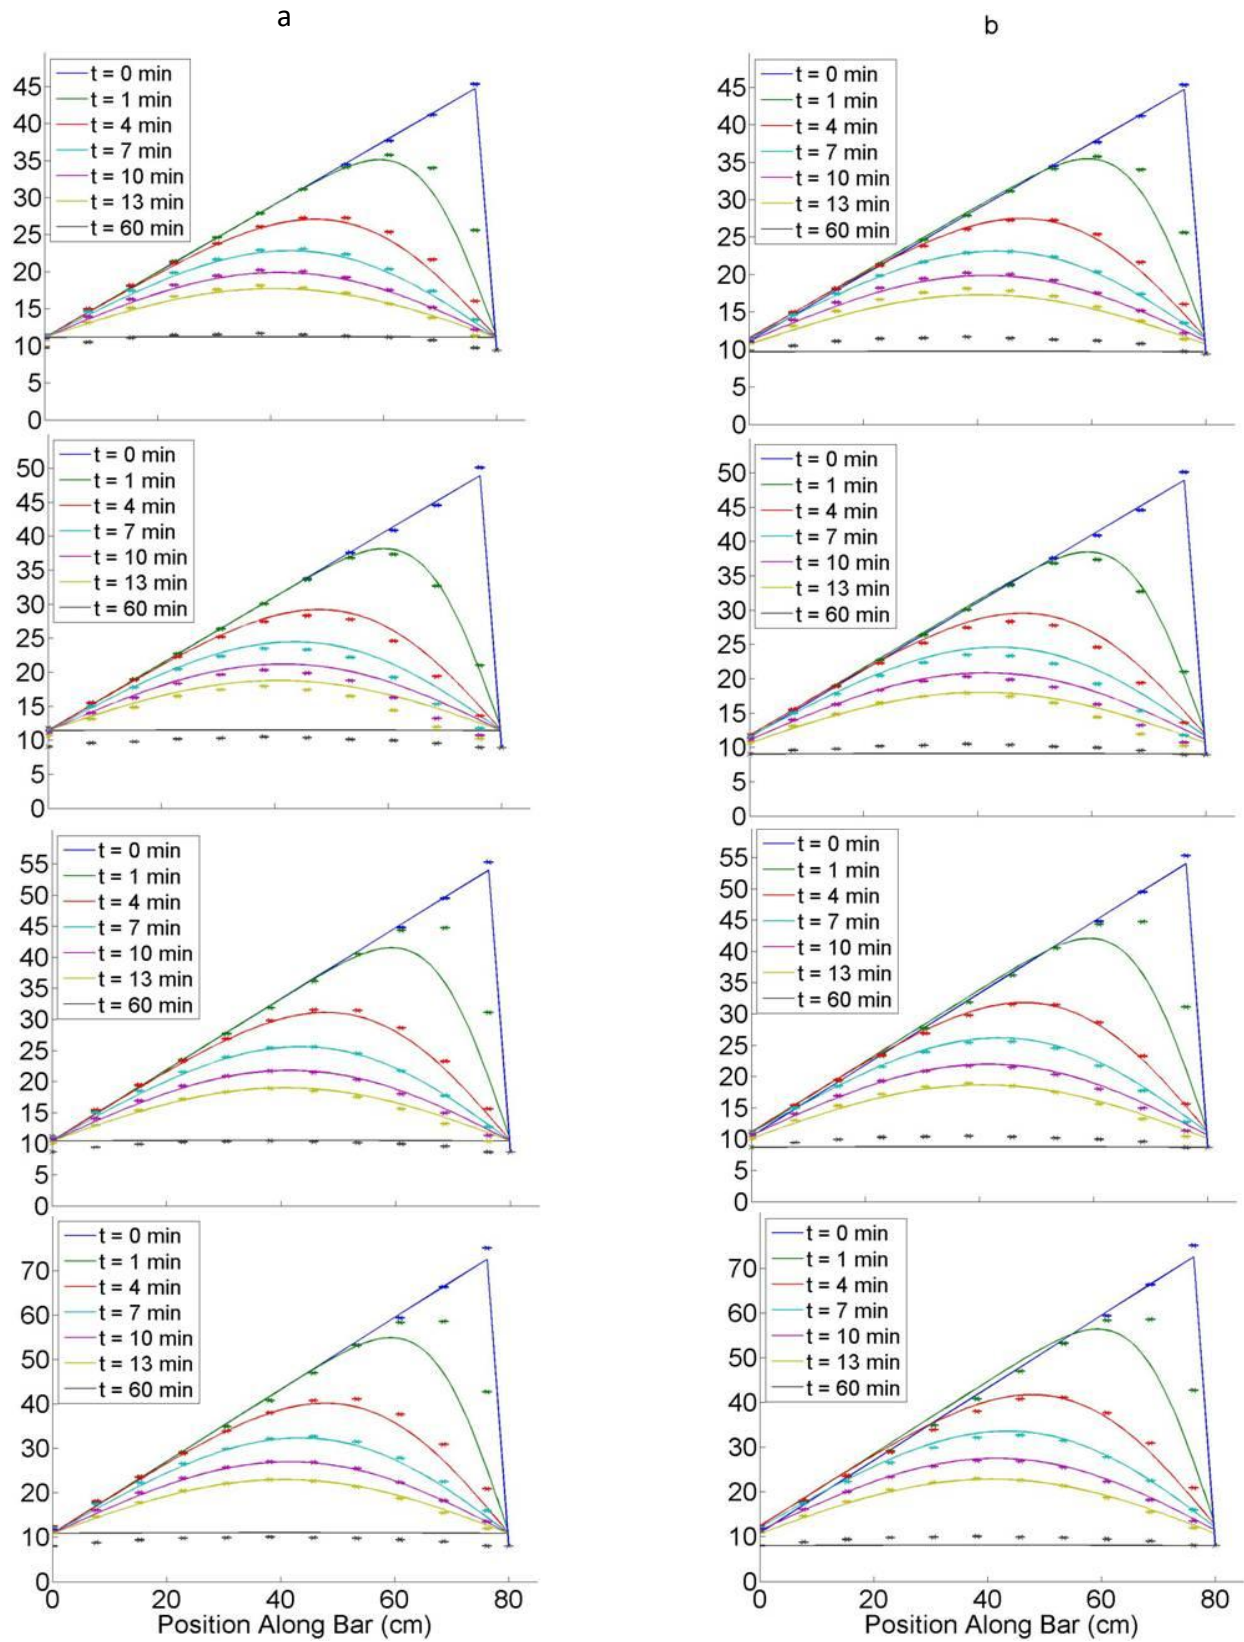 a
b
t = 0 min
t = 1 min
t = 4 min
t = 7 min
t = 10 min
t = 13 min
t = 60 min
45
40
35
30
25
20
15
10
5
0
t = 0 min
t = 1 min
t = 4 min
t = 7 min
t = 10 min
t = 13 min
t = 60 min
45
40
35
30
25
20
15
10
5
0
t = 0 min
t = 1 min
t = 4 min
t = 7 min
t = 10 min
t = 13 min
t = 60 min
50
45
40
35
30
25
20
15
10
5
0
t = 0 min
t = 1 min
t = 4 min
t = 7 min
t = 10 min
t = 13 min
t = 60 min
50
45
40
35
30
25
20
15
10
5
0
t = 0 min
t = 1 min
t = 4 min
t = 7 min
t = 10 min
t = 13 min
t = 60 min
55
50
45
40
35
30
25
20
15
10
5
0
t = 0 min
t = 1 min
t = 4 min
t = 7 min
t = 10 min
t = 13 min
t = 60 min
55
50
45
40
35
30
25
20
15
10
5
0
t = 0 min
t = 1 min
t = 4 min
t = 7 min
t = 10 min
t = 13 min
t = 60 min
70
60
50
40
30
20
10
0
0 20 40 60 80
Position Along Bar (cm)
t = 0 min
t = 1 min
t = 4 min
t = 7 min
t = 10 min
t = 13 min
t = 60 min
70
60
50
40
30
20
10
0
0 20 40 60 80
Position Along Bar (cm)